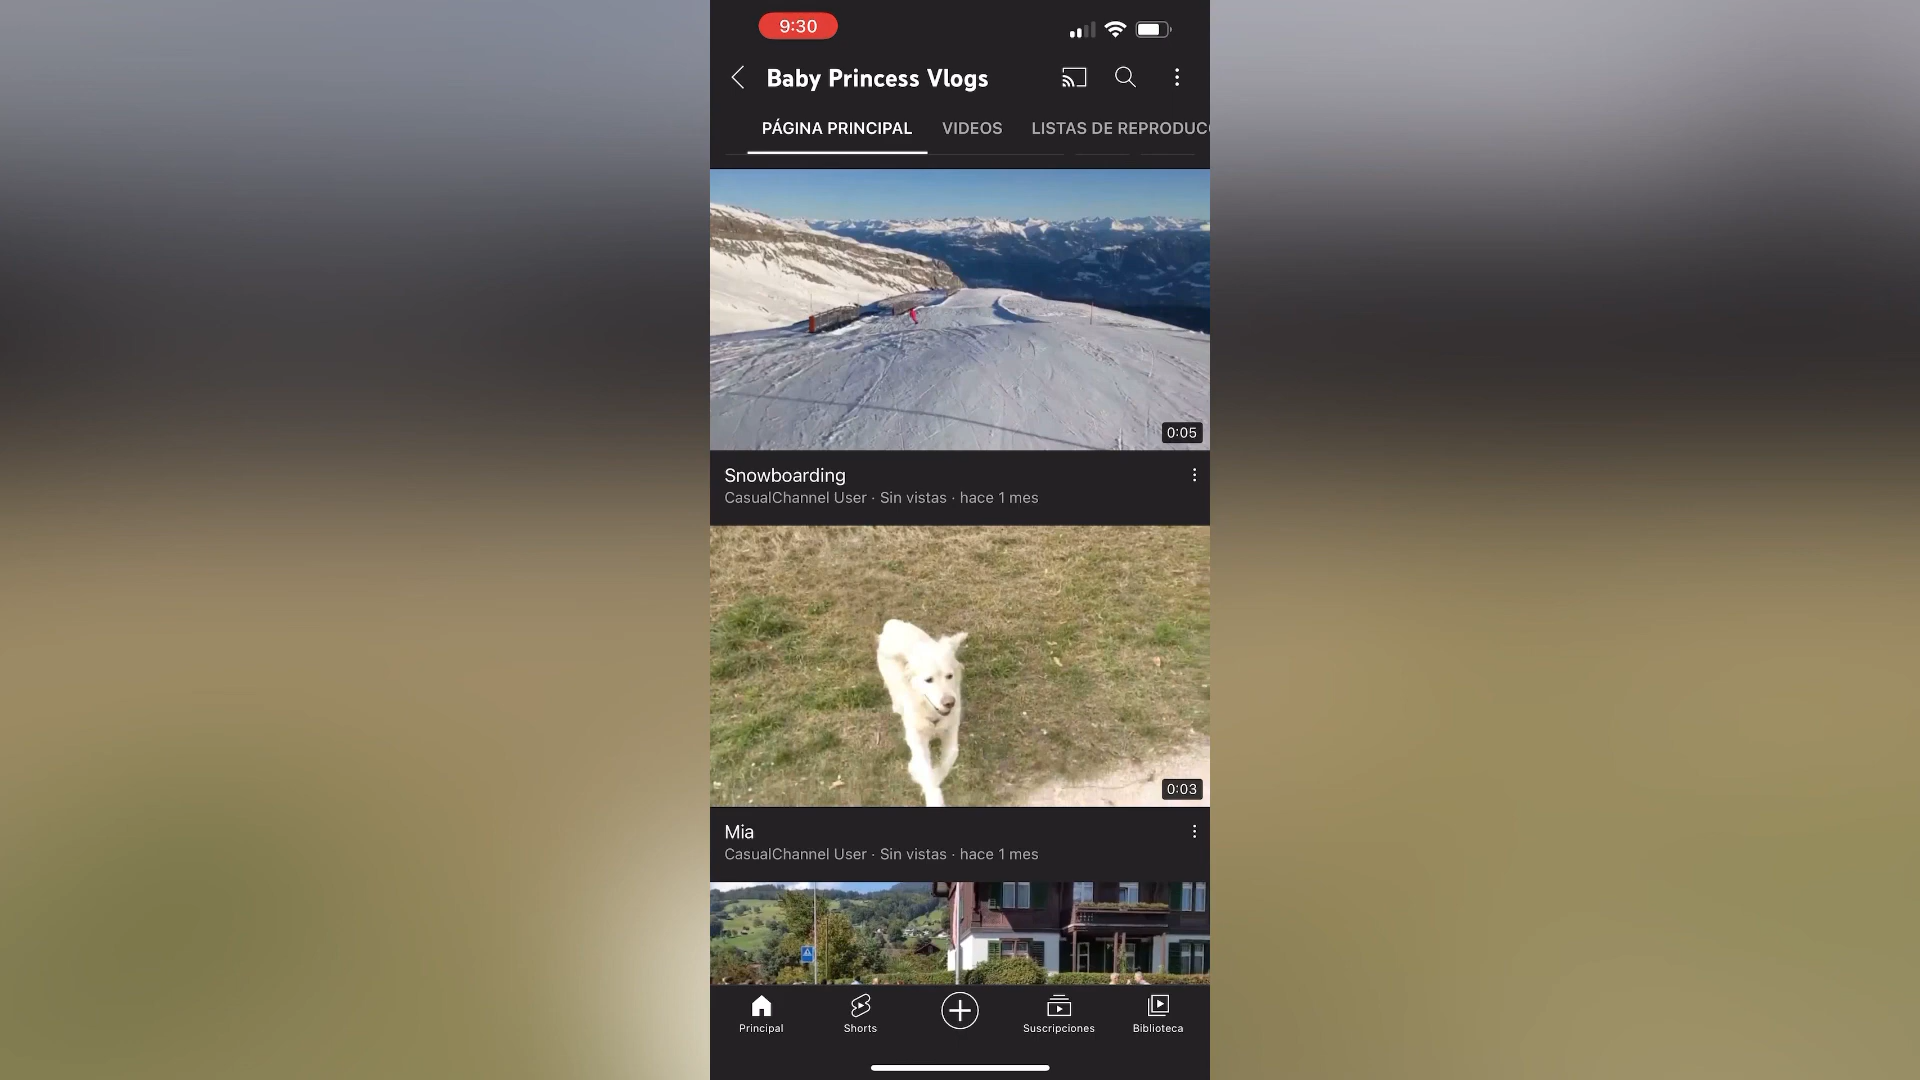 9:30
Baby Princess Vlogs
PÁGINA PRINCIPAL VIDEOS LISTAS DE REPRODUC
0:05
Snowboarding
CasualChannel User · Sin vistas · hace 1 mes
0:03
Mia
CasualChannel User · Sin vistas · hace 1 mes
Principal Shorts Suscripciones Biblioteca